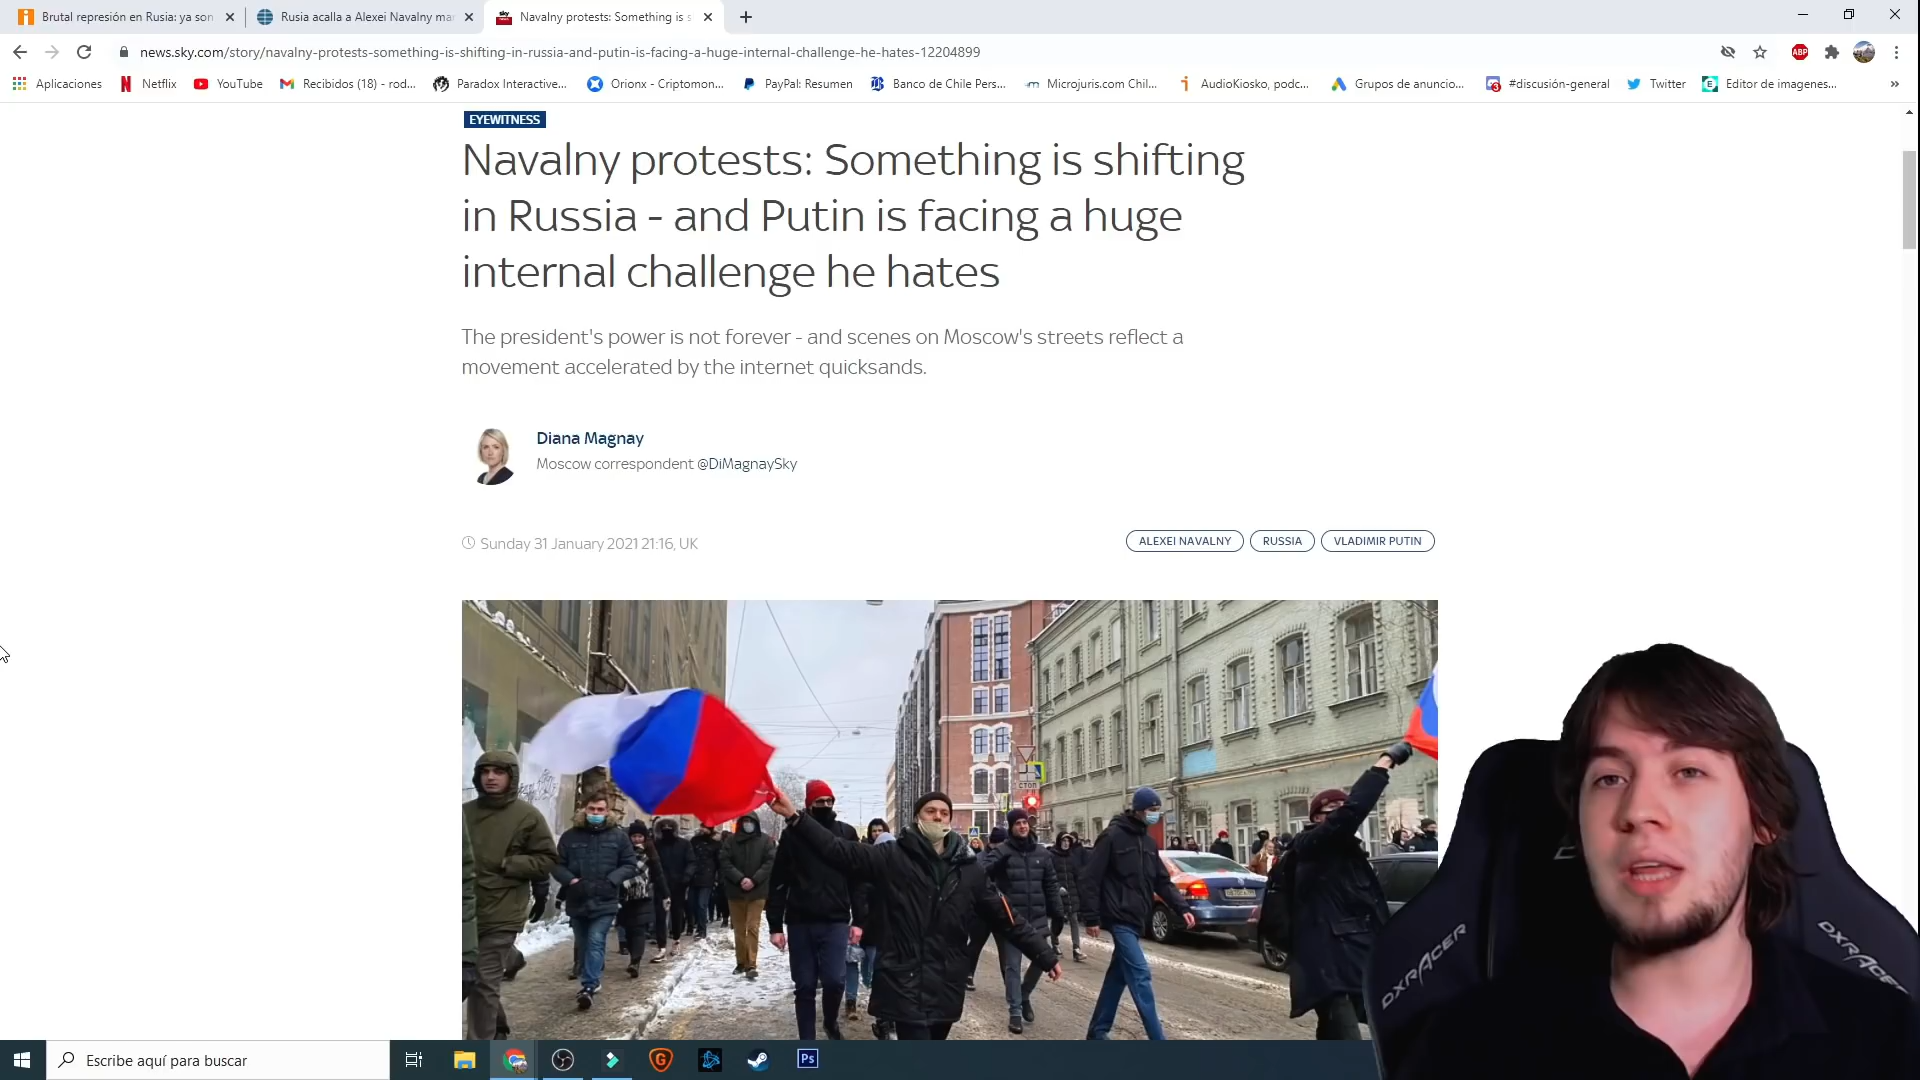 Brutal represión en Rusia: ya son
Rusia acalla a Alexei Navalny mar
Navalny protests: Something is s
news.sky.com/story/navalny-protests-something-is-shifting-in-russia-and-putin-is-facing-a-huge-internal-challenge-he-hates-12204899
ABP
Aplicaciones
Netflix
YouTube
Recibidos (18) - rod...
Paradox Interactive...
Orionx - Criptomon...
PayPal: Resumen
Banco de Chile Pers...
Microjuris.com Chil...
AudioKiosko, podc...
Grupos de anuncio...
#discusión-general
Twitter
Editor de imagenes...
»
EYEWITNESS
Navalny protests: Something is shifting
in Russia - and Putin is facing a huge
internal challenge he hates
The president's power is not forever - and scenes on Moscow's streets reflect a
movement accelerated by the internet quicksands.
Diana Magnay
Moscow correspondent @DiMagnaySky
Sunday 31 January 2021 21:16, UK
ALEXEI NAVALNY
RUSSIA
VLADIMIR PUTIN
СТОП
DXRACER
DXRACER
Escribe aquí para buscar
Ps